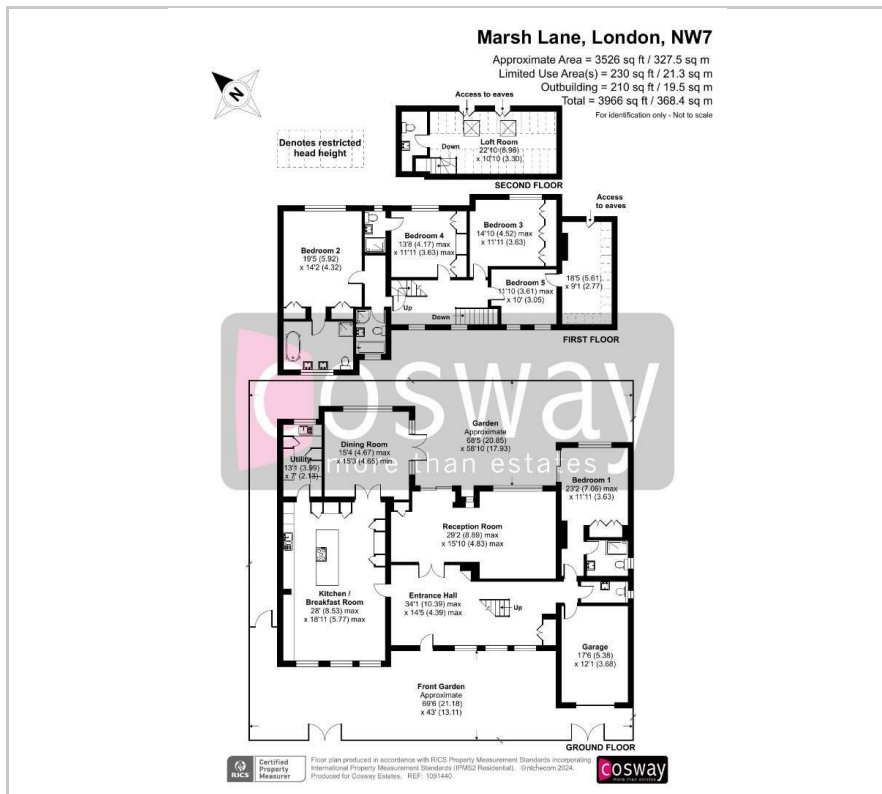 Marsh Lane, London, NW7
Approximate Area = 3526 sq ft / 327.5 sq m
Limited Use Area(s) = 230 sq ft / 21.3 sq m
Outbuilding = 210 sq ft / 19.5 sq m
Total = 3966 sq ft / 368.4 sq m
For identification only - Not to scale
N
Denotes restricted
head height
Access to eaves
Down
Loft Room
22'10 (6.96)
x 10'10 (3.30)
SECOND FLOOR
Access
to eaves
Bedroom 2
19'5 (5.92)
x 14'2 (4.32)
Bedroom 4
13'8 (4.17) max
x 11'11 (3.63) max
Bedroom 3
14'10 (4.52) max
x 11'11 (3.63)
Bedroom 5
11'10 (3.61) max
x 10' (3.05)
18'5 (5.61)
x 9'1 (2.77)
Up
Down
FIRST FLOOR
cosway
more than estates
Garden
Approximate
68'5 (20.85)
x 58'10 (17.93)
Utility
13'1 (3.99)
x 7' (2.13)
Dining Room
15'4 (4.67) max
x 15'3 (4.65) min
Bedroom 1
23'2 (7.06) max
x 11'11 (3.63)
Reception Room
29'2 (8.89) max
x 15'10 (4.83) max
Kitchen /
Breakfast Room
28' (8.53) max
x 18'11 (5.77) max
Entrance Hall
34'1 (10.39) max
x 14'5 (4.39) max
Up
Garage
17'6 (5.38)
x 12'1 (3.68)
Front Garden
Approximate
69'6 (21.18)
x 43' (13.11)
GROUND FLOOR
RICS
Certified
Property
Measurer
Floor plan produced in accordance with RICS Property Measurement Standards incorporating
International Property Measurement Standards (IPMS2 Residential). © nichecom 2024.
Produced for Cosway Estates. REF: 1091440
cosway
more than estates